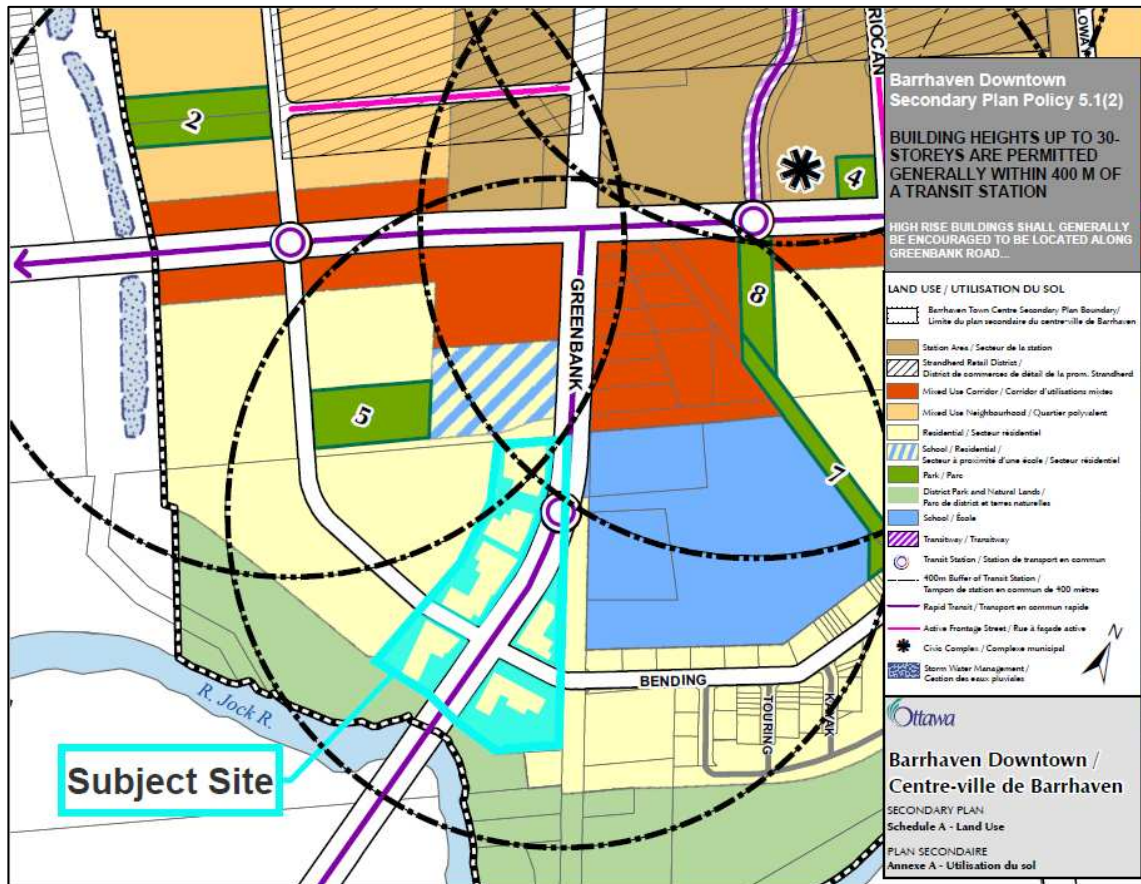 RIOCAN
LOWA
Barrhaven Downtown
Secondary Plan Policy 5.1(2)
BUILDING HEIGHTS UP TO 30-
STOREYS ARE PERMITTED
GENERALLY WITHIN 400 M OF
A TRANSIT STATION
HIGH RISE BUILDINGS SHALL GENERALLY
BE ENCOURAGED TO BE LOCATED ALONG
GREENBANK ROAD...
2
4
8
GREENBANK
5
7
BENDING
TOURING
KAYAK
R. Jock R.
Subject Site
LAND USE / UTILISATION DU SOL
Barrhaven Town Centre Secondary Plan Boundary /
Limite du plan secondaire du centre-ville de Barrhaven
Station Area / Secteur de la station
Strandherd Retail District /
District de commerces de détail de la prom. Strandherd
Mixed Use Corridor / Corridor d'utilisations mixtes
Mixed Use Neighbourhood / Quartier polyvalent
Residential / Secteur résidentiel
School / Residential /
Secteur à proximité d'une école / Secteur résidentiel
Park / Parc
District Park and Natural Lands /
Parc de district et terres naturelles
School / École
Transitway / Transitway
Transit Station / Station de transport en commun
400m Buffer of Transit Station /
Tampon de station en commun de 400 mètres
Rapid Transit / Transport en commun rapide
Active Frontage Street / Rue à façade active
Civic Complex / Complexe municipal
Storm Water Management /
Gestion des eaux pluviales
N
Ottawa
Barrhaven Downtown /
Centre-ville de Barrhaven
SECONDARY PLAN
Schedule A - Land Use
PLAN SECONDAIRE
Annexe A - Utilisation du sol